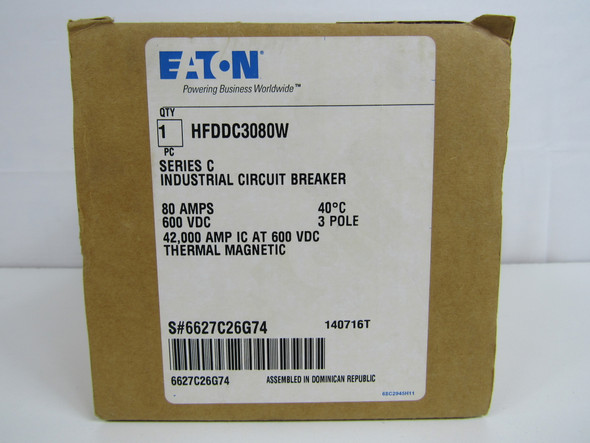 EATON
Powering Business Worldwide™
QTY
1 HFDDC3080W
PC
SERIES C
INDUSTRIAL CIRCUIT BREAKER
80 AMPS 40°C
600 VDC 3 POLE
42,000 AMP IC AT 600 VDC
THERMAL MAGNETIC
S#6627C26G74 140716T
6627C26G74 ASSEMBLED IN DOMINICAN REPUBLIC